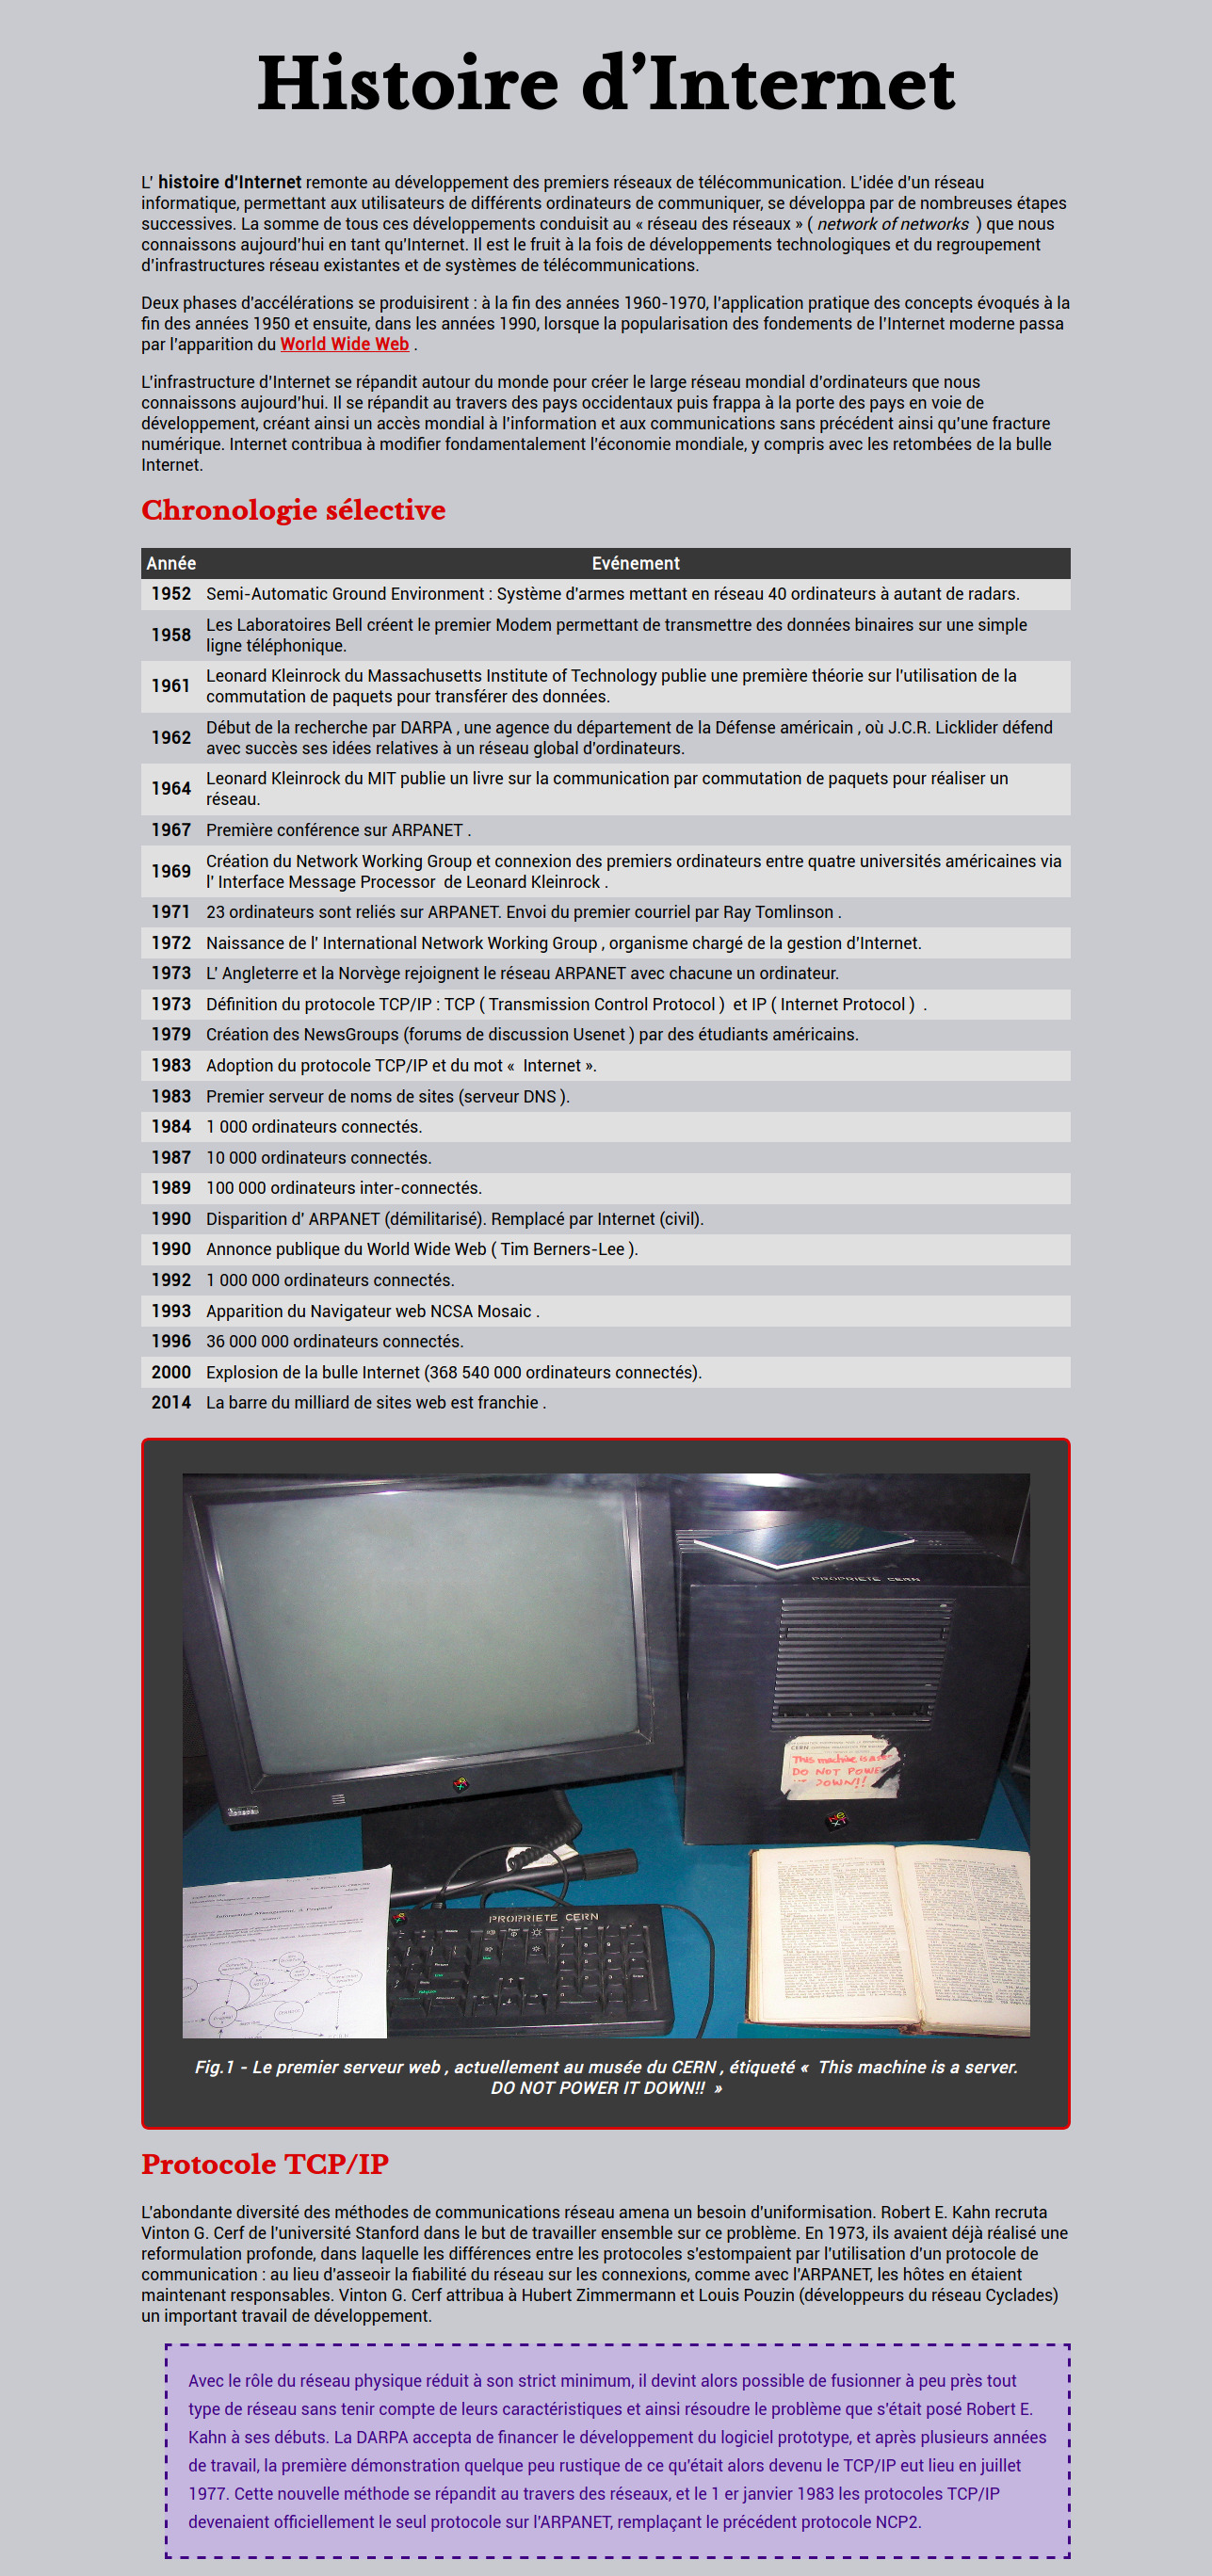 Histoire d’Internet
L' histoire d'Internet remonte au développement des premiers réseaux de télécommunication. L'idée d'un réseau
informatique, permettant aux utilisateurs de différents ordinateurs de communiquer, se développa par de nombreuses étapes
successives. La somme de tous ces développements conduisit au « réseau des réseaux » ( network of networks ) que nous
connaissons aujourd'hui en tant qu'Internet. Il est le fruit à la fois de développements technologiques et du regroupement
d'infrastructures réseau existantes et de systèmes de télécommunications.
Deux phases d'accélérations se produisirent : à la fin des années 1960-1970, l'application pratique des concepts évoqués à la
fin des années 1950 et ensuite, dans les années 1990, lorsque la popularisation des fondements de l'Internet moderne passa
par l'apparition du World Wide Web .
L'infrastructure d'Internet se répandit autour du monde pour créer le large réseau mondial d'ordinateurs que nous
connaissons aujourd'hui. Il se répandit au travers des pays occidentaux puis frappa à la porte des pays en voie de
développement, créant ainsi un accès mondial à l'information et aux communications sans précédent ainsi qu'une fracture
numérique. Internet contribua à modifier fondamentalement l'économie mondiale, y compris avec les retombées de la bulle
Internet.
Chronologie sélective
Année Evénement
1952 Semi-Automatic Ground Environment : Système d'armes mettant en réseau 40 ordinateurs à autant de radars.
1958 Les Laboratoires Bell créent le premier Modem permettant de transmettre des données binaires sur une simple
ligne téléphonique.
1961 Leonard Kleinrock du Massachusetts Institute of Technology publie une première théorie sur l'utilisation de la
commutation de paquets pour transférer des données.
1962 Début de la recherche par DARPA , une agence du département de la Défense américain , où J.C.R. Licklider défend
avec succès ses idées relatives à un réseau global d'ordinateurs.
1964 Leonard Kleinrock du MIT publie un livre sur la communication par commutation de paquets pour réaliser un
réseau.
1967 Première conférence sur ARPANET .
1969 Création du Network Working Group et connexion des premiers ordinateurs entre quatre universités américaines via
l' Interface Message Processor de Leonard Kleinrock .
1971 23 ordinateurs sont reliés sur ARPANET. Envoi du premier courriel par Ray Tomlinson .
1972 Naissance de l' International Network Working Group , organisme chargé de la gestion d'Internet.
1973 L' Angleterre et la Norvège rejoignent le réseau ARPANET avec chacune un ordinateur.
1973 Définition du protocole TCP/IP : TCP ( Transmission Control Protocol ) et IP ( Internet Protocol ) .
1979 Création des NewsGroups (forums de discussion Usenet ) par des étudiants américains.
1983 Adoption du protocole TCP/IP et du mot « Internet ».
1983 Premier serveur de noms de sites (serveur DNS ).
1984 1 000 ordinateurs connectés.
1987 10 000 ordinateurs connectés.
1989 100 000 ordinateurs inter-connectés.
1990 Disparition d' ARPANET (démilitarisé). Remplacé par Internet (civil).
1990 Annonce publique du World Wide Web ( Tim Berners-Lee ).
1992 1 000 000 ordinateurs connectés.
1993 Apparition du Navigateur web NCSA Mosaic .
1996 36 000 000 ordinateurs connectés.
2000 Explosion de la bulle Internet (368 540 000 ordinateurs connectés).
2014 La barre du milliard de sites web est franchie .
PROPRIETE CERN
CERN
This machine is a
DO NOT POWE
DOWN!!
PROPRIETE CERN
Information Management: A Proposal
Fig.1 - Le premier serveur web , actuellement au musée du CERN , étiqueté « This machine is a server.
DO NOT POWER IT DOWN!! »
Protocole TCP/IP
L'abondante diversité des méthodes de communications réseau amena un besoin d'uniformisation. Robert E. Kahn recruta
Vinton G. Cerf de l'université Stanford dans le but de travailler ensemble sur ce problème. En 1973, ils avaient déjà réalisé une
reformulation profonde, dans laquelle les différences entre les protocoles s'estompaient par l'utilisation d'un protocole de
communication : au lieu d'asseoir la fiabilité du réseau sur les connexions, comme avec l'ARPANET, les hôtes en étaient
maintenant responsables. Vinton G. Cerf attribua à Hubert Zimmermann et Louis Pouzin (développeurs du réseau Cyclades)
un important travail de développement.
Avec le rôle du réseau physique réduit à son strict minimum, il devint alors possible de fusionner à peu près tout
type de réseau sans tenir compte de leurs caractéristiques et ainsi résoudre le problème que s'était posé Robert E.
Kahn à ses débuts. La DARPA accepta de financer le développement du logiciel prototype, et après plusieurs années
de travail, la première démonstration quelque peu rustique de ce qu'était alors devenu le TCP/IP eut lieu en juillet
1977. Cette nouvelle méthode se répandit au travers des réseaux, et le 1 er janvier 1983 les protocoles TCP/IP
devenaient officiellement le seul protocole sur l'ARPANET, remplaçant le précédent protocole NCP2.